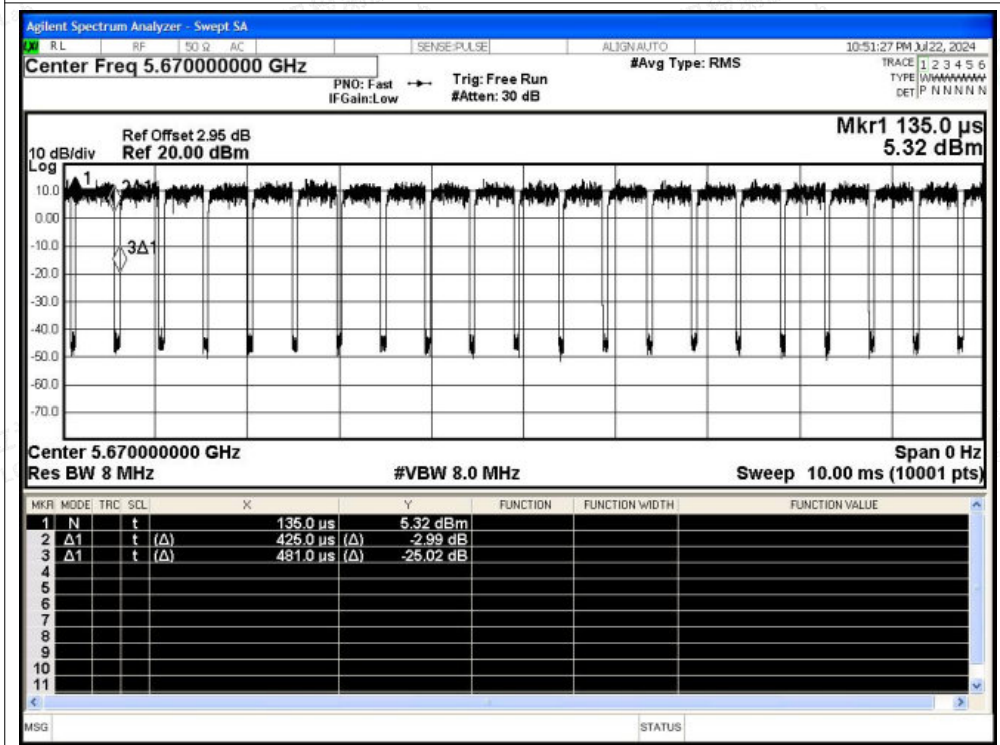 Agilent Spectrum Analyzer - Swept SA
LXI RL RF 50 Ω AC SENSE:PULSE ALIGN AUTO 10:51:27 PM Jul 22, 2024
Center Freq 5.670000000 GHz #Avg Type: RMS TRACE 1 2 3 4 5 6
PNO: Fast Trig: Free Run TYPE WWWWWW
IFGain:Low #Atten: 30 dB DET P N N N N N
Mkr1 135.0 µs
Ref Offset 2.95 dB
10 dB/div Ref 20.00 dBm 5.32 dBm
Log
1
10.0 2Δ1
0.00
-10.0 3Δ1
-20.0
-30.0
-40.0
-50.0
-60.0
-70.0
Center 5.670000000 GHz Span 0 Hz
Res BW 8 MHz #VBW 8.0 MHz Sweep 10.00 ms (10001 pts)
MKR MODE TRC SCL X Y FUNCTION FUNCTION WIDTH FUNCTION VALUE
1 N t 135.0 µs 5.32 dBm
2 Δ1 t (Δ) 425.0 µs (Δ) -2.99 dB
3 Δ1 t (Δ) 481.0 µs (Δ) -25.02 dB
4
5
6
7
8
9
10
11
MSG STATUS